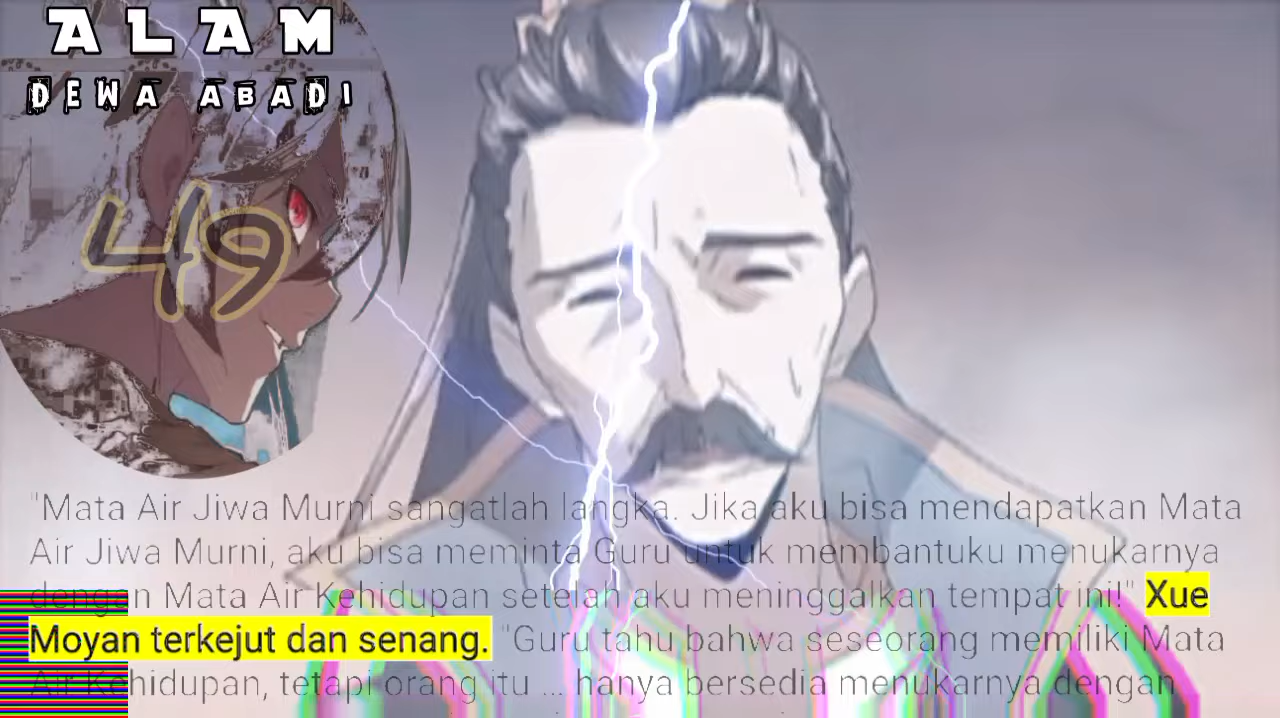 ALAM
DEWA ABADI
49
"Mata Air Jiwa Murni sangatlah langka. Jika aku bisa mendapatkan Mata
Air Jiwa Murni, aku bisa meminta Guru untuk membantuku menukarnya
dengan Mata Air Kehidupan setelah aku meninggalkan tempat ini!" Xue
Moyan terkejut dan senang. "Guru tahu bahwa seseorang memiliki Mata
Air Kehidupan, tetapi orang itu ... hanya bersedia menukarnya dengan